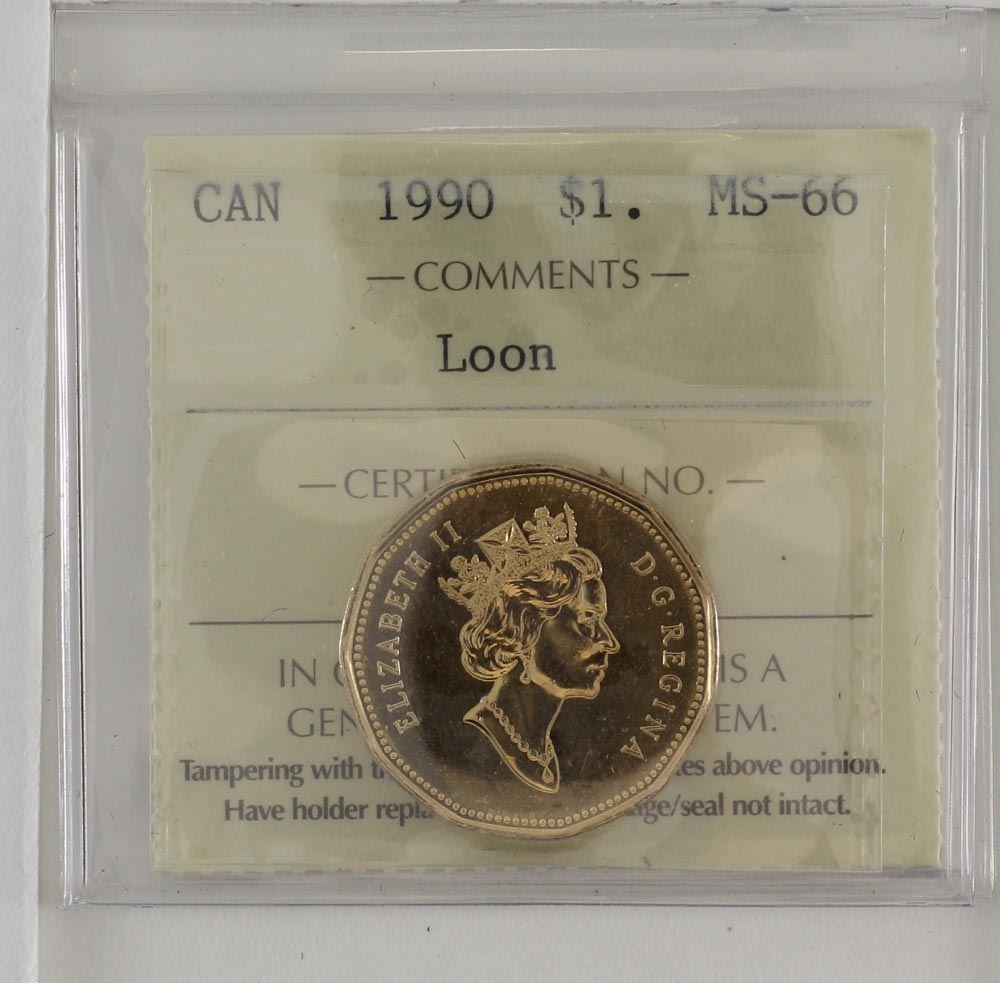 CAN 1990 $1. MS-66
— COMMENTS —
Loon
— CERTI N NO. —
IN IS A
GEN EM.
Tampering with t es above opinion.
Have holder repla age/seal not intact.
ELIZABETH II D·G·REGINA